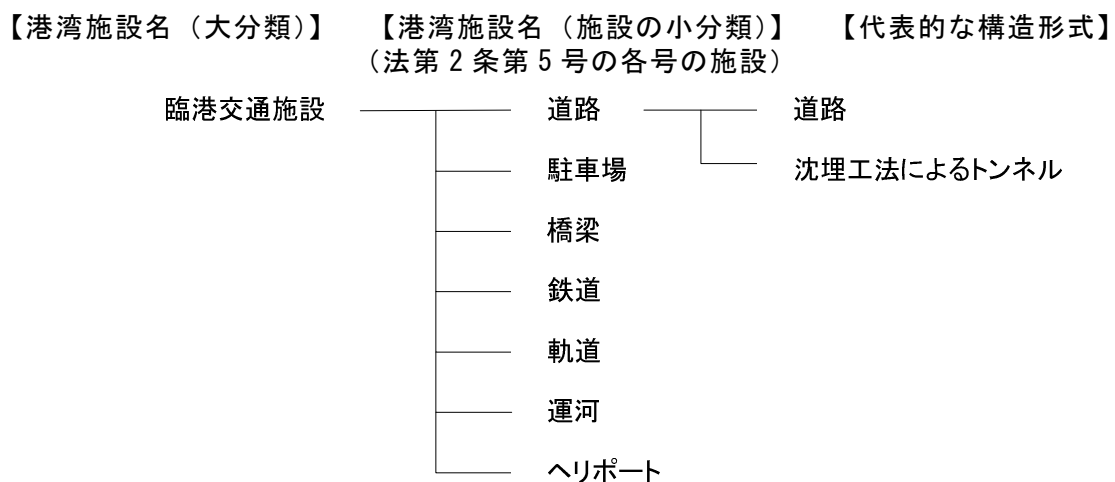 【港湾施設名（大分類）】 【港湾施設名（施設の小分類）】 【代表的な構造形式】
（法第２条第５号の各号の施設）
臨港交通施設 道路 道路
駐車場 沈埋工法によるトンネル
橋梁
鉄道
軌道
運河
ヘリポート